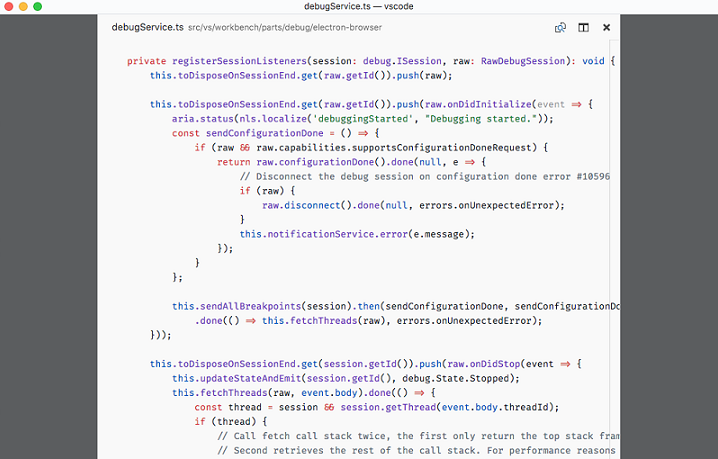 debugService.ts — vscode
debugService.ts src/vs/workbench/parts/debug/electron-browser
private registerSessionListeners(session: debug.ISession, raw: RawDebugSession): void {
this.toDisposeOnSessionEnd.get(raw.getId()).push(raw);
this.toDisposeOnSessionEnd.get(raw.getId()).push(raw.onDidInitialize(event => {
aria.status(nls.localize('debuggingStarted', "Debugging started."));
const sendConfigurationDone = () => {
if (raw && raw.capabilities.supportsConfigurationDoneRequest) {
return raw.configurationDone().done(null, e => {
// Disconnect the debug session on configuration done error #10596
if (raw) {
raw.disconnect().done(null, errors.onUnexpectedError);
}
this.notificationService.error(e.message);
});
}
};
this.sendAllBreakpoints(session).then(sendConfigurationDone, sendConfigurationDo
.done(() => this.fetchThreads(raw), errors.onUnexpectedError);
}));
this.toDisposeOnSessionEnd.get(session.getId()).push(raw.onDidStop(event => {
this.updateStateAndEmit(session.getId(), debug.State.Stopped);
this.fetchThreads(raw, event.body).done(() => {
const thread = session && session.getThread(event.body.threadId);
if (thread) {
// Call fetch call stack twice, the first only return the top stack fram
// Second retrieves the rest of the call stack. For performance reasons